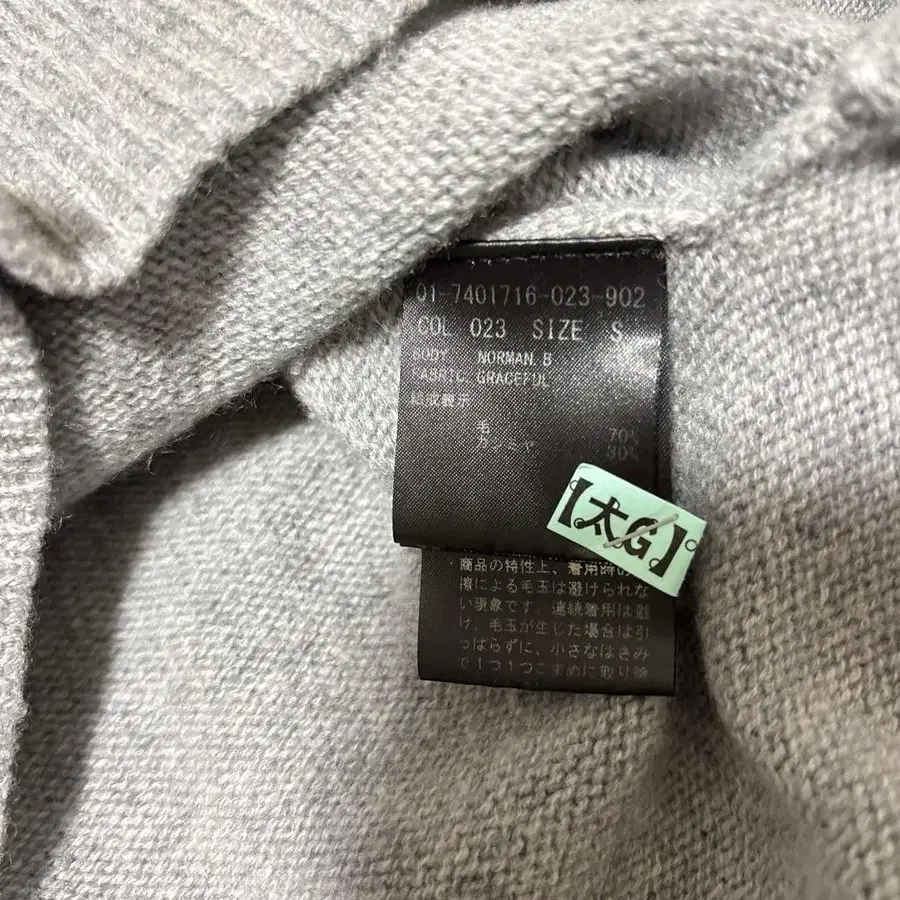 01-7401716-023-902
COL 023 SIZE S
BODY NORMAN.B
FABRIC GRACEFUL
組成表示
毛 70%
カシミヤ 30%
【太G】
・商品の特性上、着用時の
擦による毛玉は避けられな
い現象です。連続着用は避
け、毛玉が生じた場合は引
っぱらずに、小さなはさみ
で1つ1つこまめに取り除